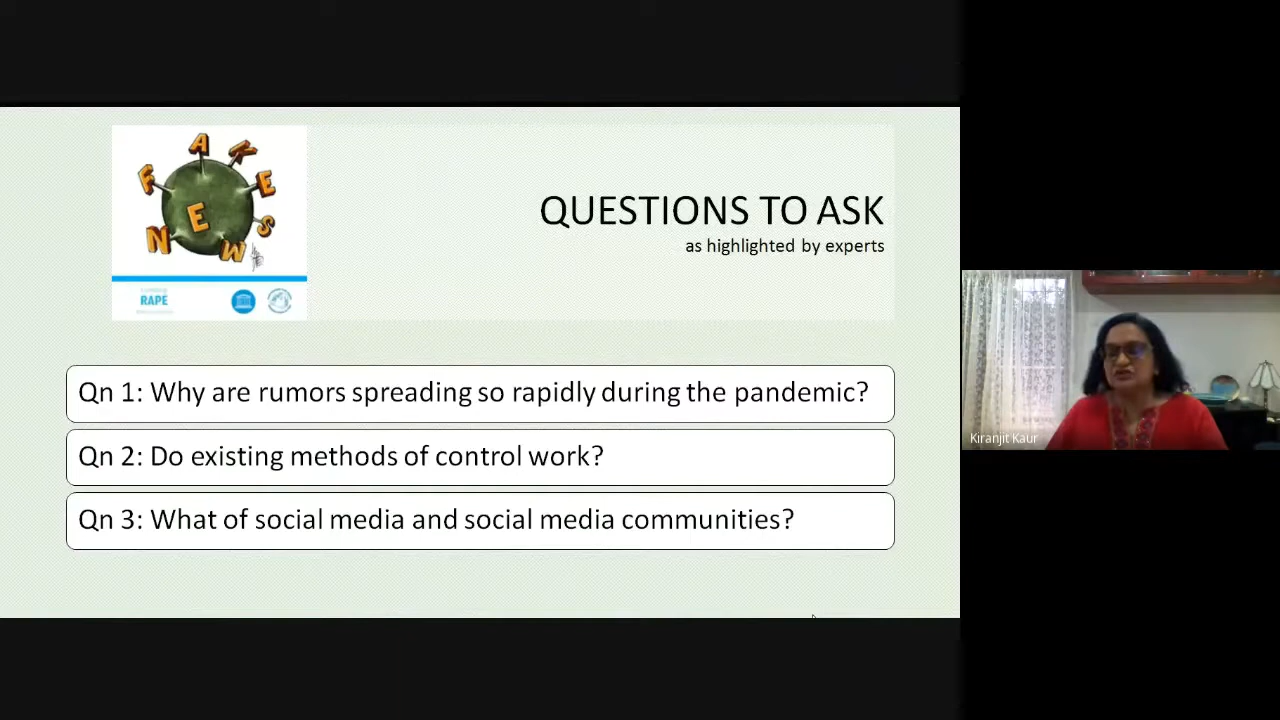 FAKE
NEWS
RAPE
QUESTIONS TO ASK
as highlighted by experts
Qn 1: Why are rumors spreading so rapidly during the pandemic?
Qn 2: Do existing methods of control work?
Qn 3: What of social media and social media communities?
Kiranjit Kaur